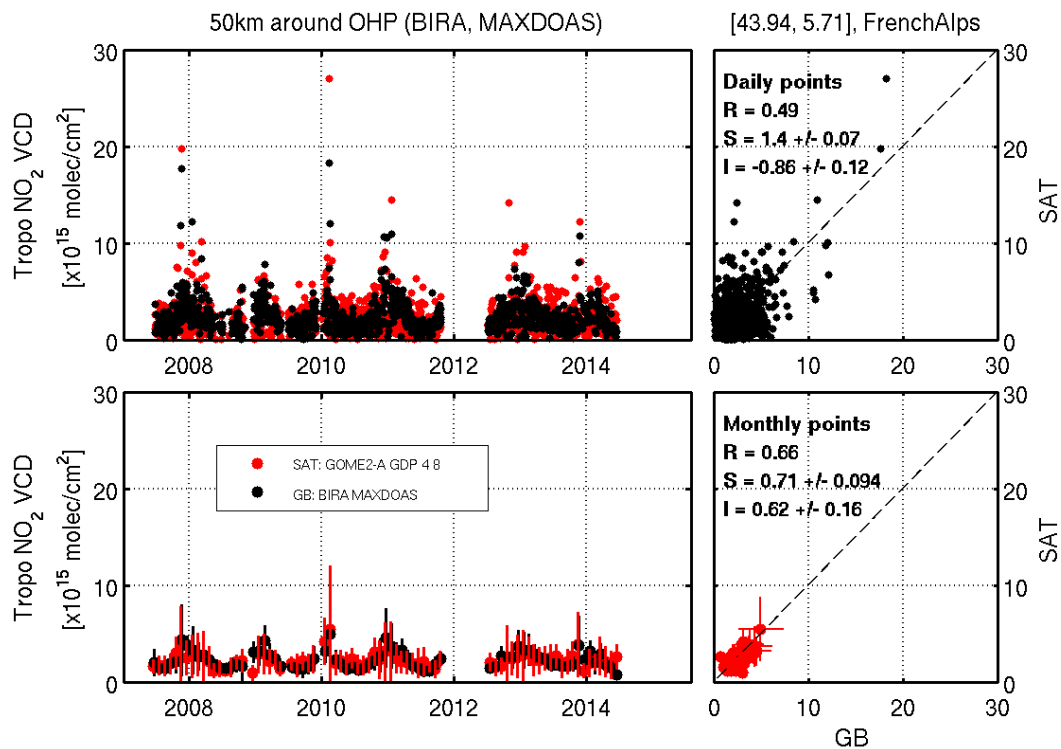 50km around OHP (BIRA, MAXDOAS)
[43.94, 5.71], FrenchAlps
Tropo NO2 VCD
[x10^15 molec/cm^2]
30
20
10
0
2008
2010
2012
2014
Daily points
R = 0.49
S = 1.4 +/- 0.07
I = -0.86 +/- 0.12
0
10
20
30
30
20
10
0
SAT
Tropo NO2 VCD
[x10^15 molec/cm^2]
30
20
10
0
SAT: GOME2-A GDP 4 8
GB: BIRA MAXDOAS
2008
2010
2012
2014
Monthly points
R = 0.66
S = 0.71 +/- 0.094
I = 0.62 +/- 0.16
0
10
20
30
GB
30
20
10
0
SAT